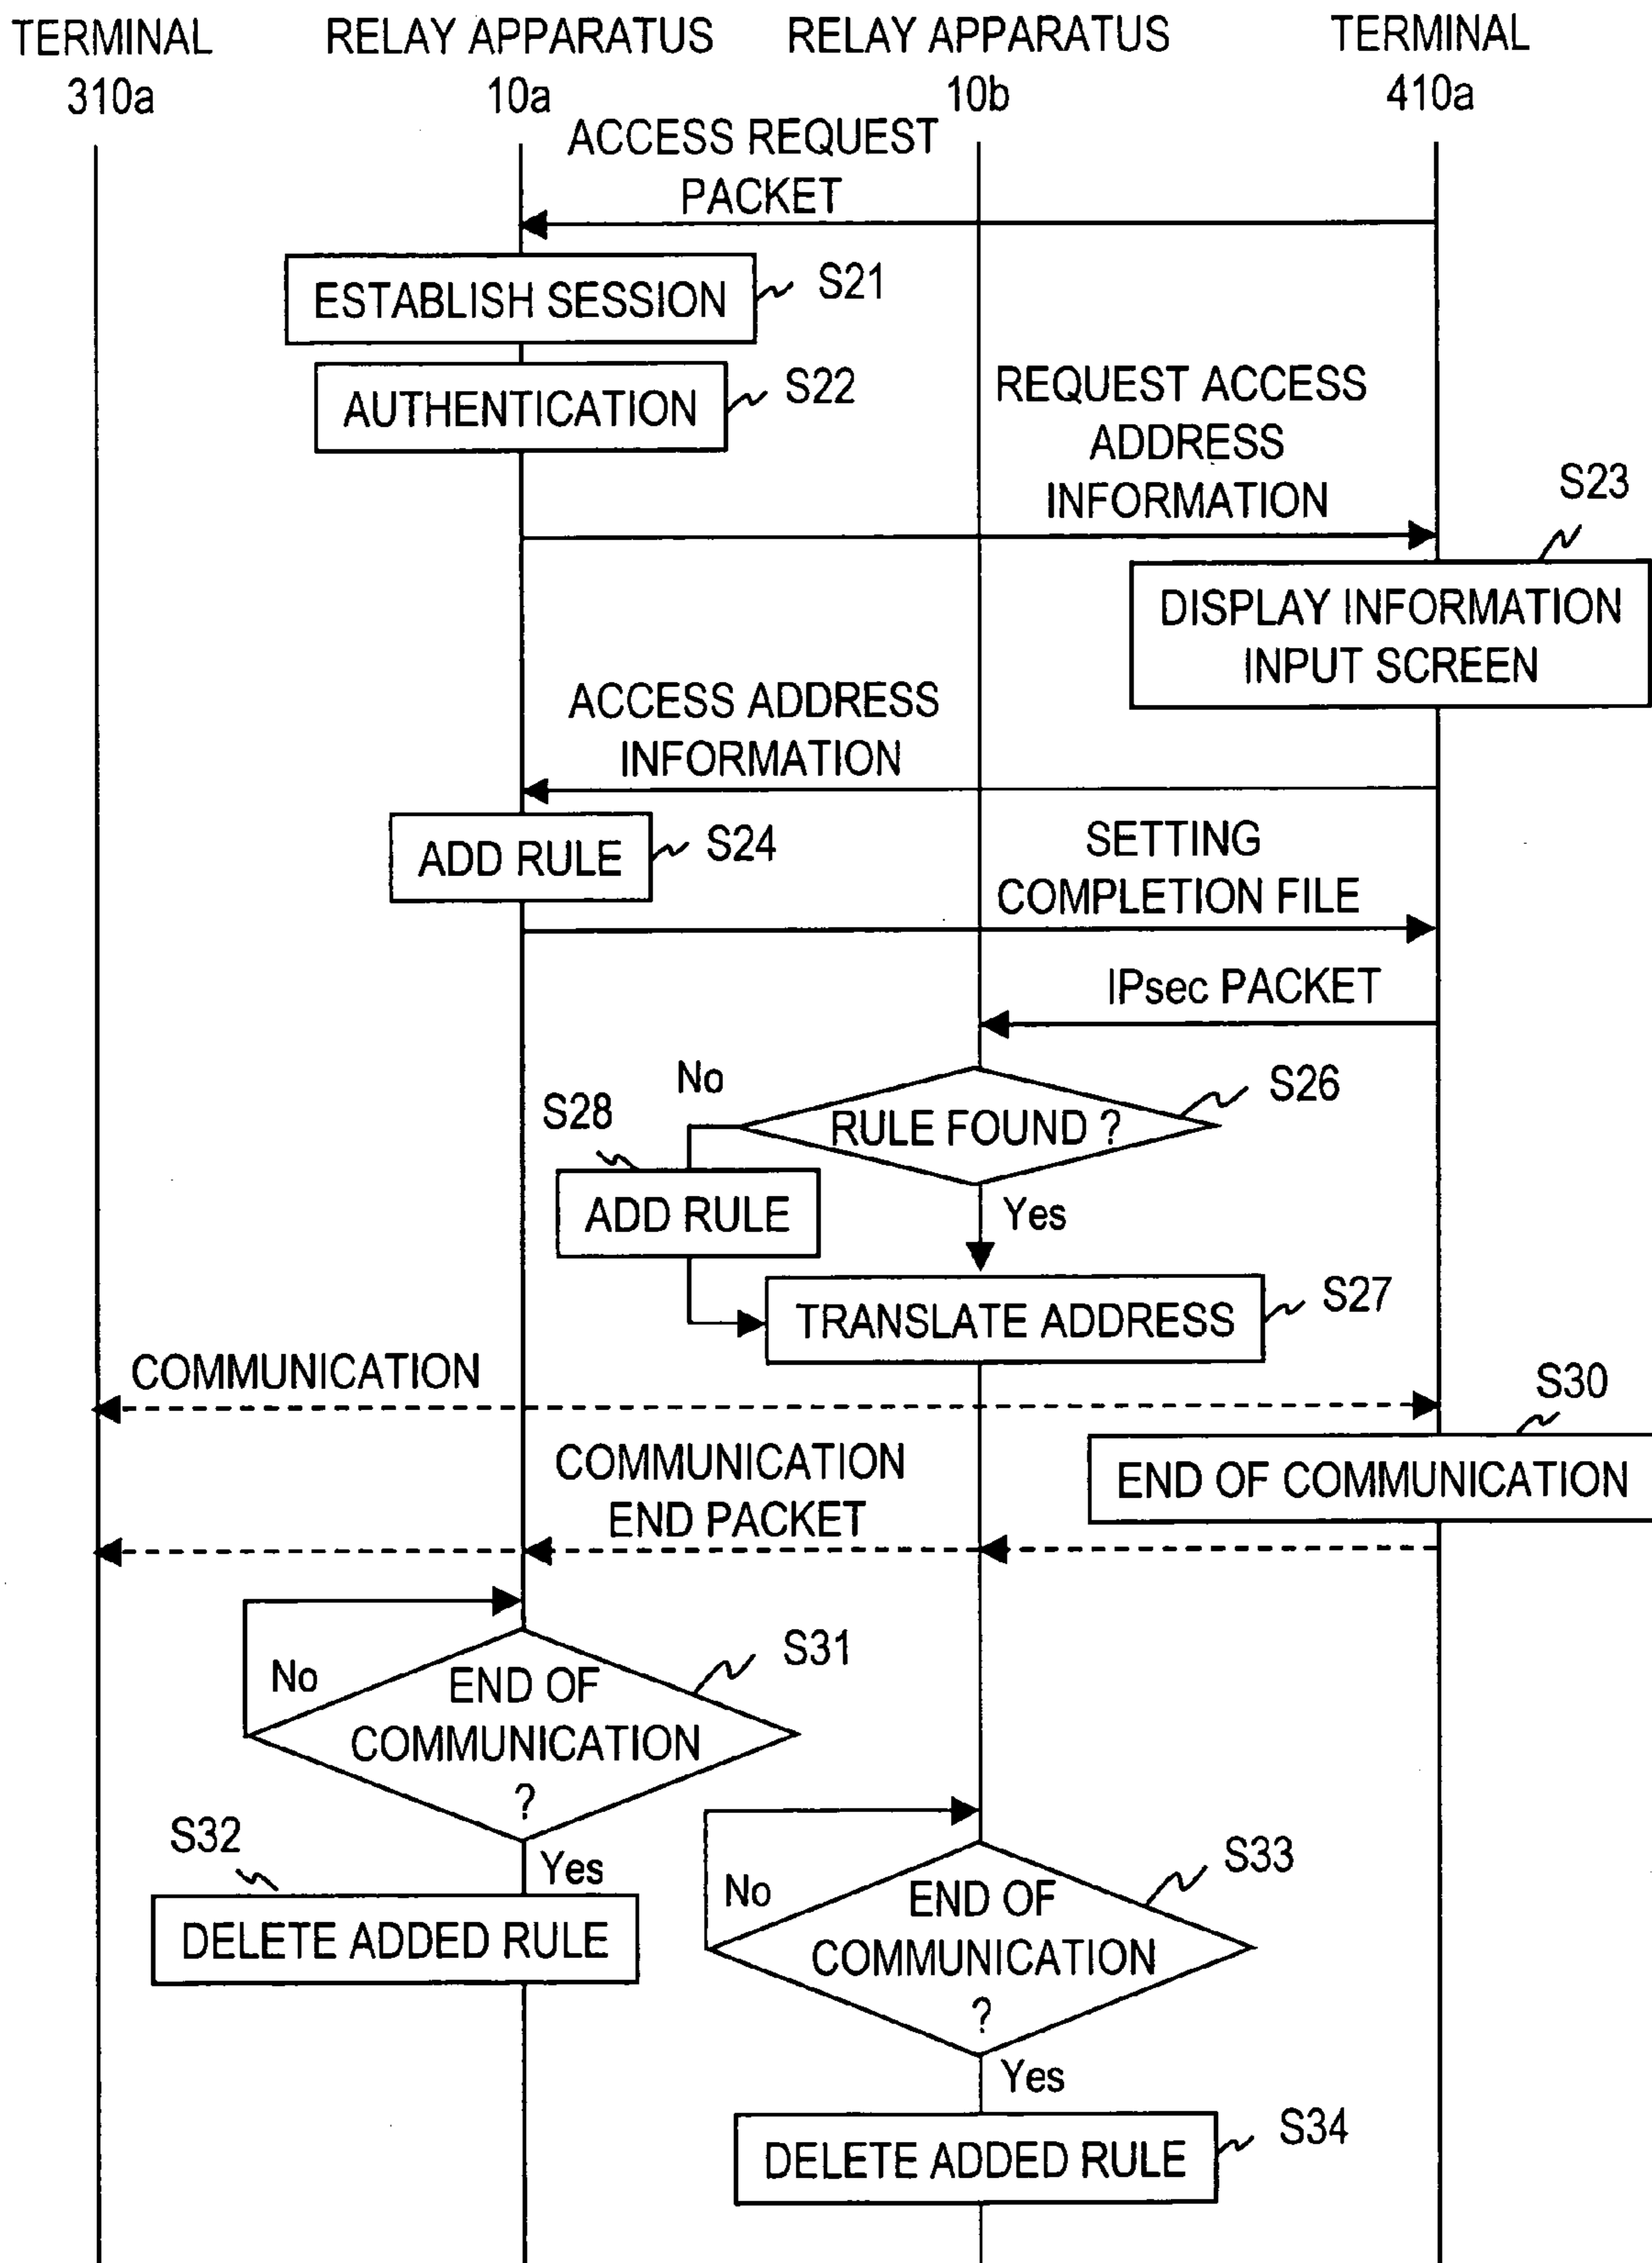 TERMINAL
310a
RELAY APPARATUS
10a
RELAY APPARATUS
10b
TERMINAL
410a
ACCESS REQUEST
PACKET
ESTABLISH SESSION
S21
AUTHENTICATION
S22
REQUEST ACCESS
ADDRESS
INFORMATION
S23
DISPLAY INFORMATION
INPUT SCREEN
ACCESS ADDRESS
INFORMATION
ADD RULE
S24
SETTING
COMPLETION FILE
IPsec PACKET
No
RULE FOUND ?
S26
S28
ADD RULE
Yes
TRANSLATE ADDRESS
S27
COMMUNICATION
S30
END OF COMMUNICATION
COMMUNICATION
END PACKET
No
END OF
COMMUNICATION
?
S31
S32
Yes
DELETE ADDED RULE
No
END OF
COMMUNICATION
?
S33
Yes
DELETE ADDED RULE
S34